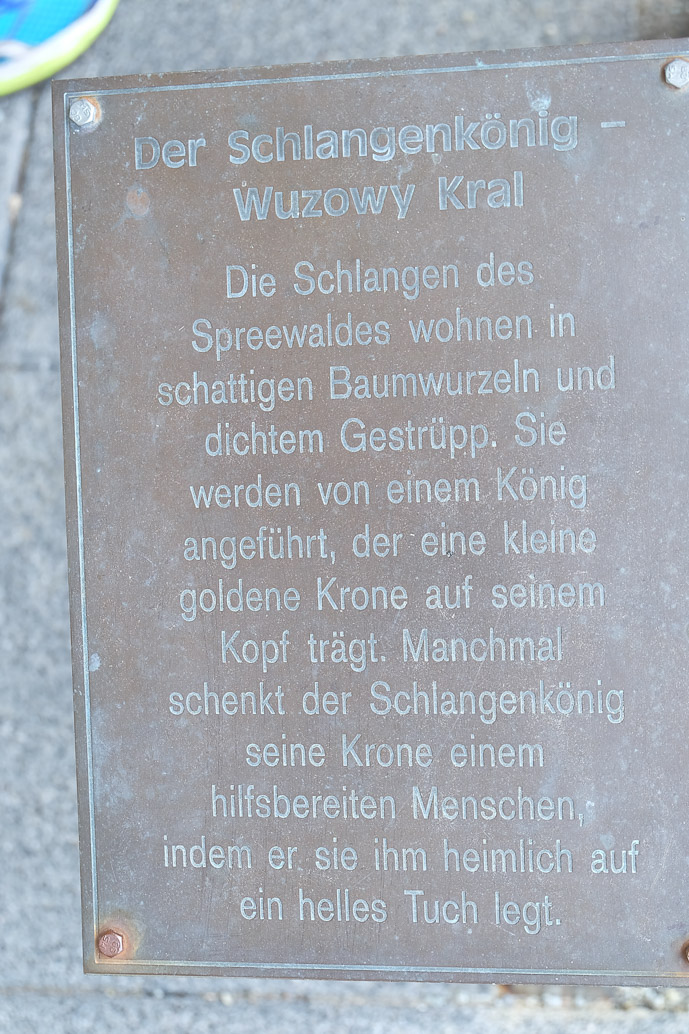 Der Schlangenkönig –
Wuzowy Kral
Die Schlangen des
Spreewaldes wohnen in
schattigen Baumwurzeln und
dichtem Gestrüpp. Sie
werden von einem König
angeführt, der eine kleine
goldene Krone auf seinem
Kopf trägt. Manchmal
schenkt der Schlangenkönig
seine Krone einem
hilfsbereiten Menschen,
indem er sie ihm heimlich auf
ein helles Tuch legt.